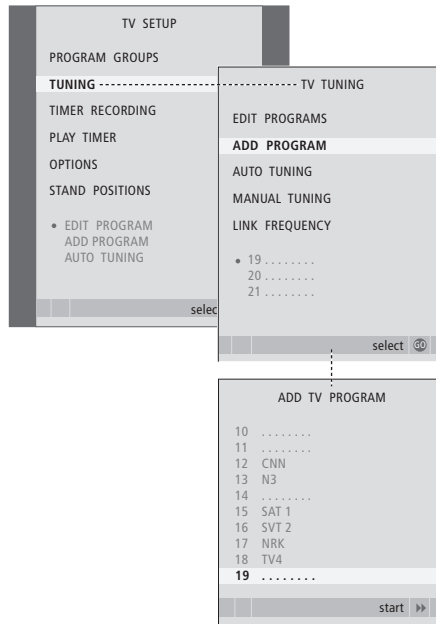 TV SETUP
PROGRAM GROUPS
TUNING
TIMER RECORDING
PLAY TIMER
OPTIONS
STAND POSITIONS
• EDIT PROGRAM
ADD PROGRAM
AUTO TUNING
selec
TV TUNING
EDIT PROGRAMS
ADD PROGRAM
AUTO TUNING
MANUAL TUNING
LINK FREQUENCY
• 19 . . . . . . . .
20 . . . . . . . .
21 . . . . . . . .
select GO
ADD TV PROGRAM
10 . . . . . . . .
11 . . . . . . . .
12 CNN
13 N3
14 . . . . . . . .
15 SAT 1
16 SVT 2
17 NRK
18 TV4
19 . . . . . . . .
start